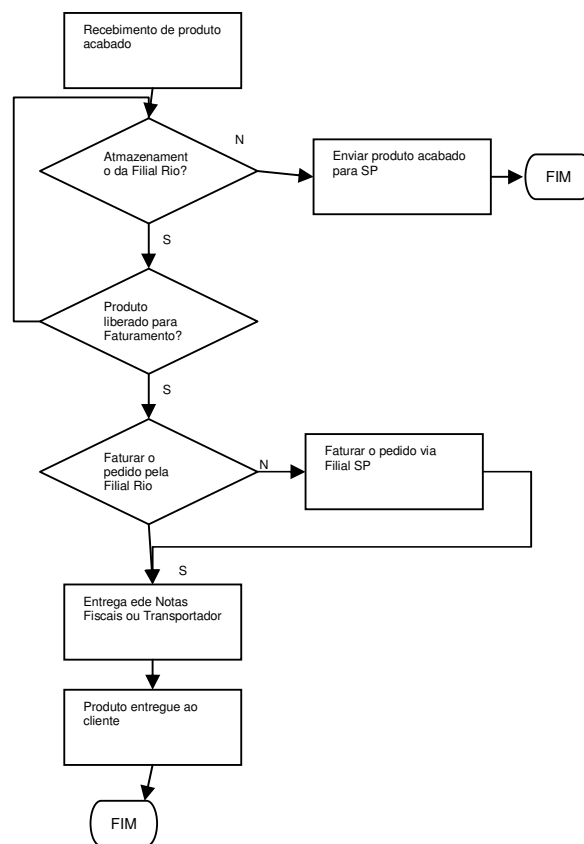 Recebimento de produto
acabado
N
Atmazenament
o da Filial Rio?
Enviar produto acabado
para SP
FIM
S
Produto
liberado para
Faturamento?
S
Faturar o
pedido pela
Filial Rio
N
Faturar o pedido via
Filial SP
S
Entrega ede Notas
Fiscais ou Transportador
Produto entregue ao
cliente
FIM